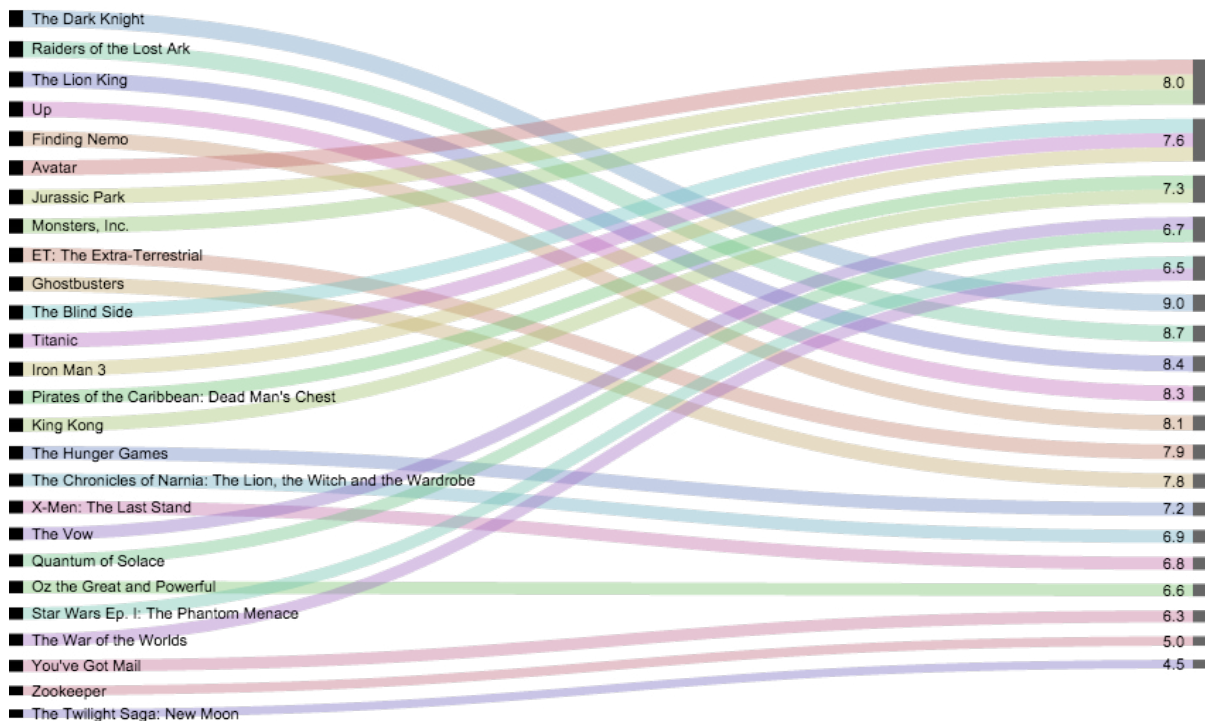 The Dark Knight
Raiders of the Lost Ark
The Lion King
Up
Finding Nemo
Avatar
Jurassic Park
Monsters, Inc.
ET: The Extra-Terrestrial
Ghostbusters
The Blind Side
Titanic
Iron Man 3
Pirates of the Caribbean: Dead Man's Chest
King Kong
The Hunger Games
The Chronicles of Narnia: The Lion, the Witch and the Wardrobe
X-Men: The Last Stand
The Vow
Quantum of Solace
Oz the Great and Powerful
Star Wars Ep. I: The Phantom Menace
The War of the Worlds
You've Got Mail
Zookeeper
The Twilight Saga: New Moon
8.0
7.6
7.3
6.7
6.5
9.0
8.7
8.4
8.3
8.1
7.9
7.8
7.2
6.9
6.8
6.6
6.3
5.0
4.5